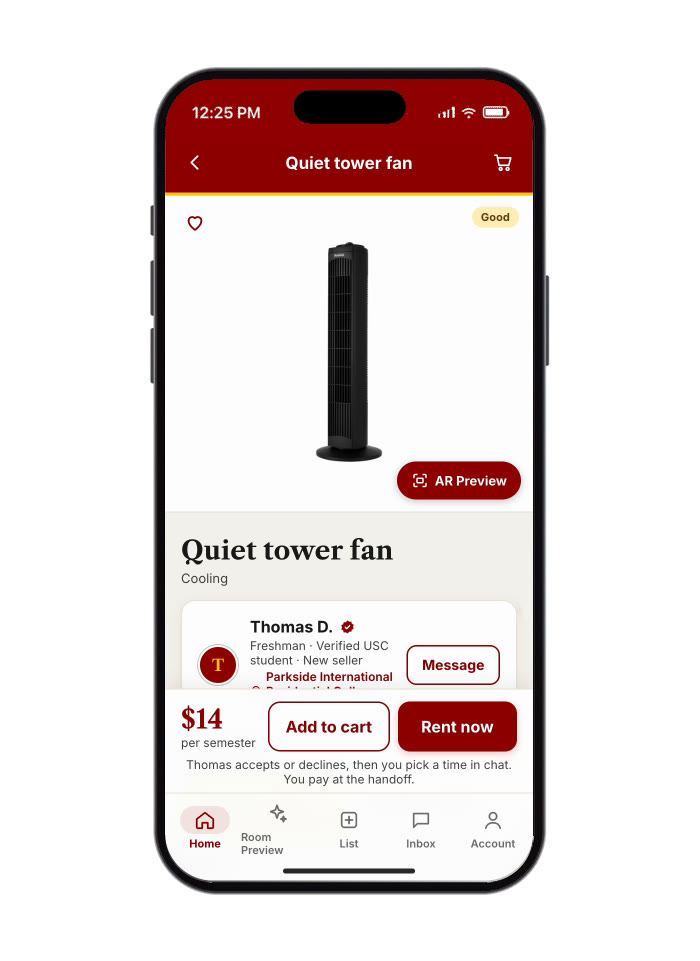 12:25 PM
Quiet tower fan
Good
AR Preview
Quiet tower fan
Cooling
Thomas D.
Freshman · Verified USC
student · New seller
T
Message
Parkside International
$14
per semester
Add to cart
Rent now
Thomas accepts or declines, then you pick a time in chat.
You pay at the handoff.
Home
Room
Preview
List
Inbox
Account